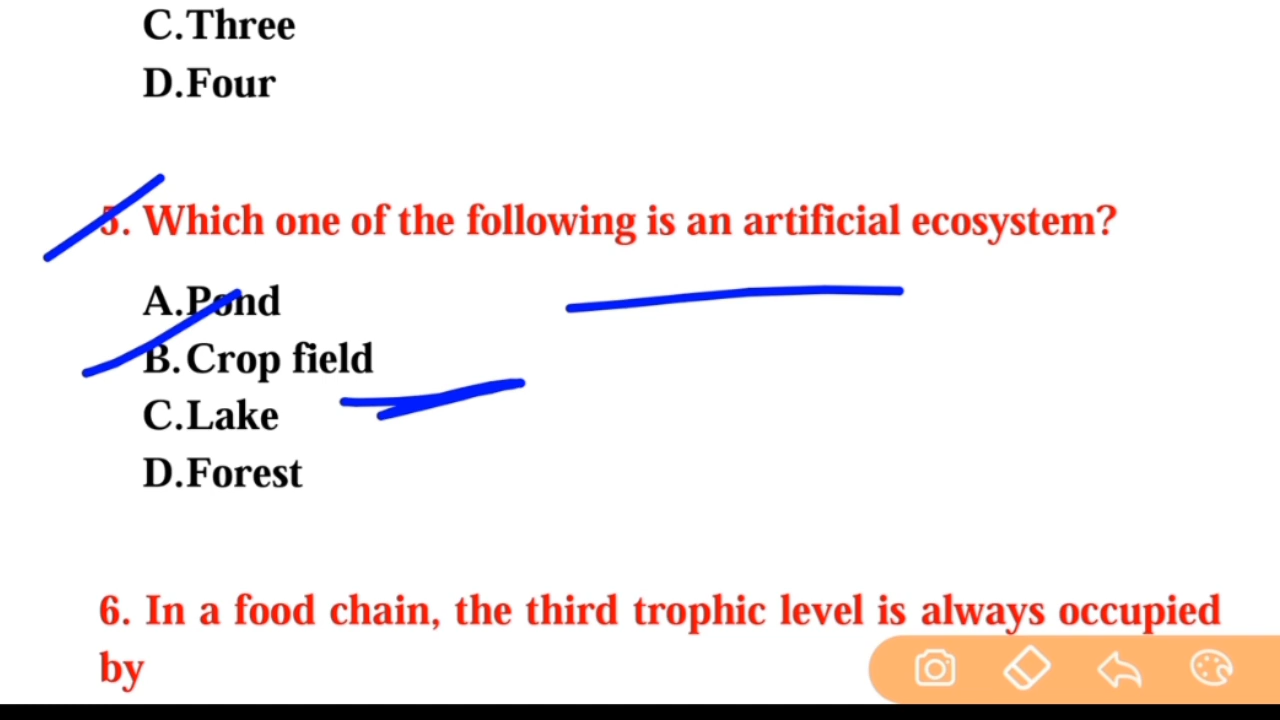 C.Three
D.Four
5. Which one of the following is an artificial ecosystem?
A.Pond
B.Crop field
C.Lake
D.Forest
6. In a food chain, the third trophic level is always occupied
by